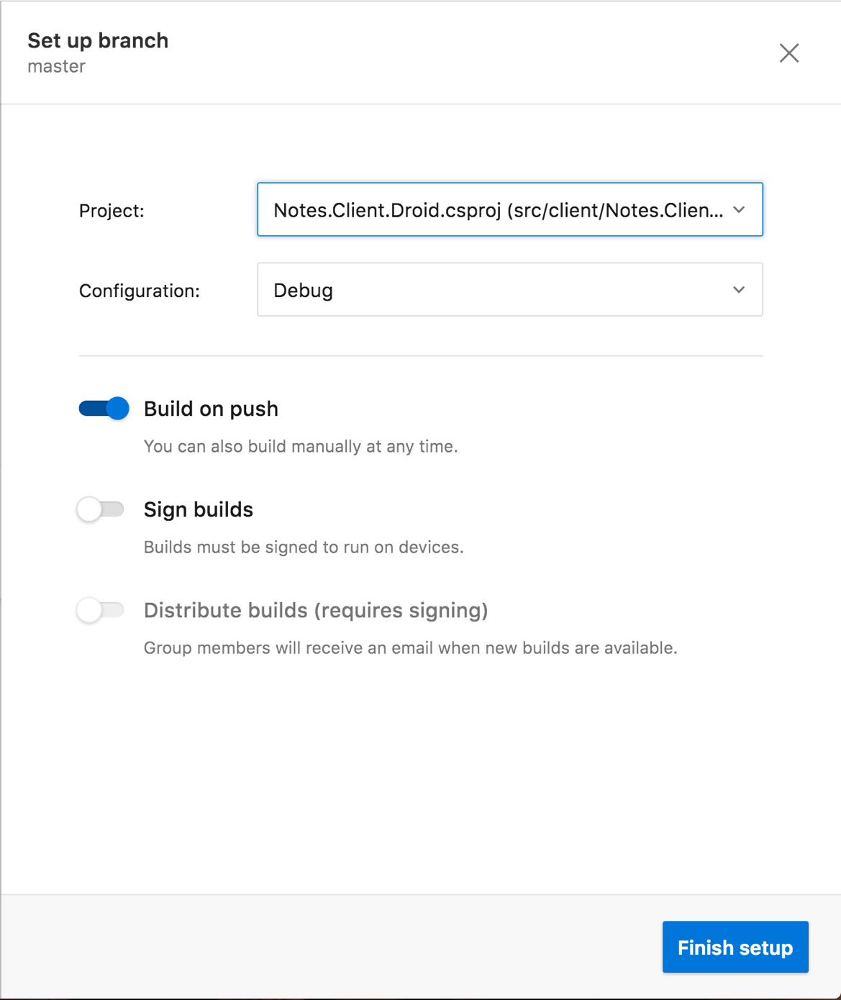 Set up branch
master
Project:
Notes.Client.Droid.csproj (src/client/Notes.Clien...
Configuration:
Debug
Build on push
You can also build manually at any time.
Sign builds
Builds must be signed to run on devices.
Distribute builds (requires signing)
Group members will receive an email when new builds are available.
Finish setup